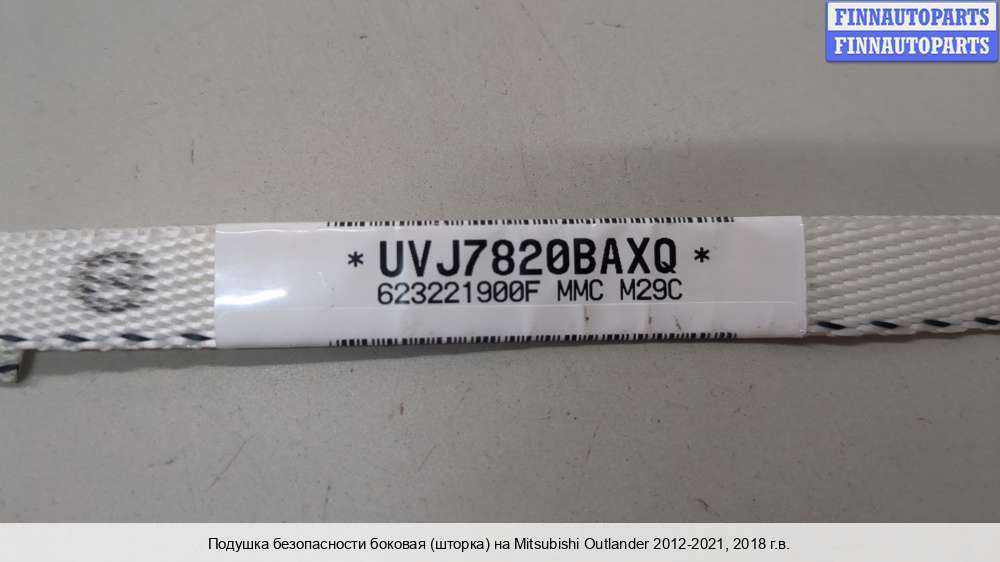 FINNAUTOPARTS
FINNAUTOPARTS
* UVJ7820BAXQ *
623221900F MMC M29C
Подушка безопасности боковая (шторка) на Mitsubishi Outlander 2012-2021, 2018 г.в.